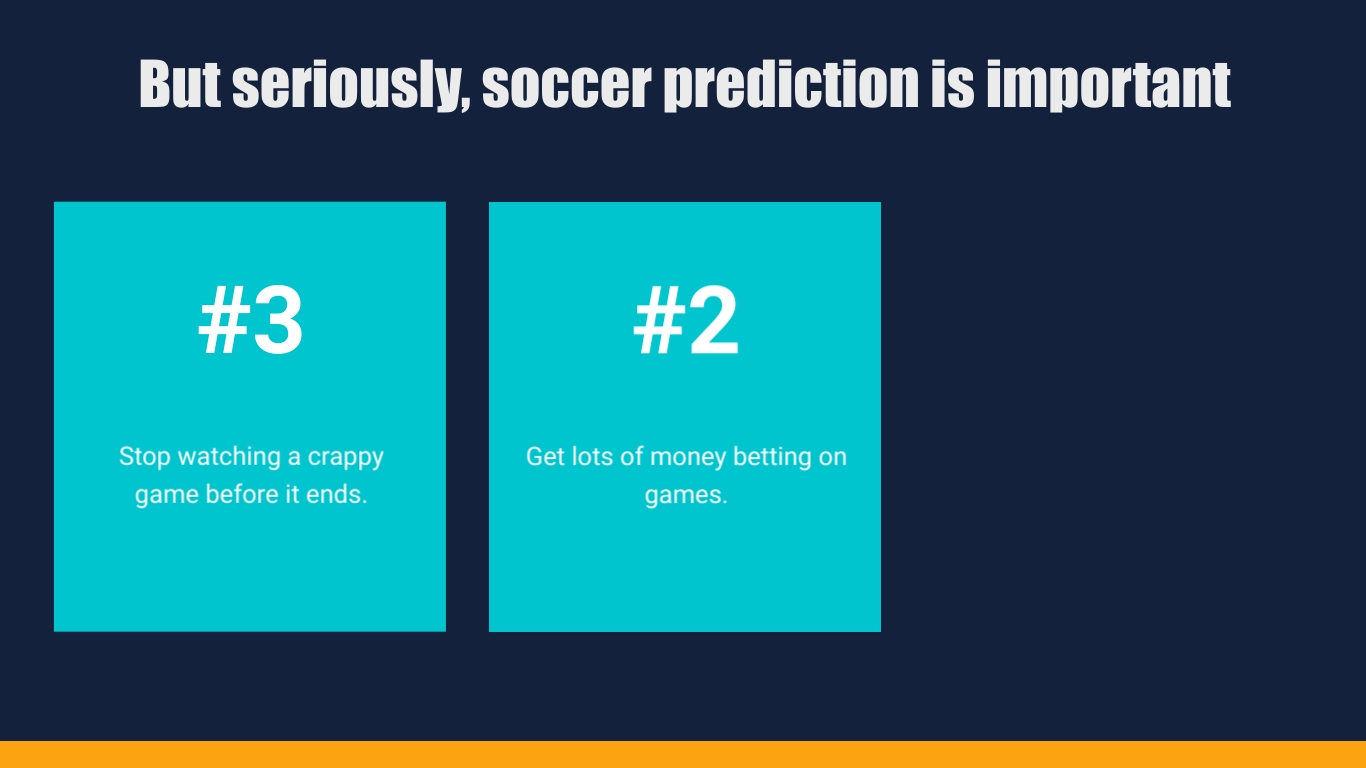 But seriously, soccer prediction is important
#3
Stop watching a crappy
game before it ends.
#2
Get lots of money betting on
games.